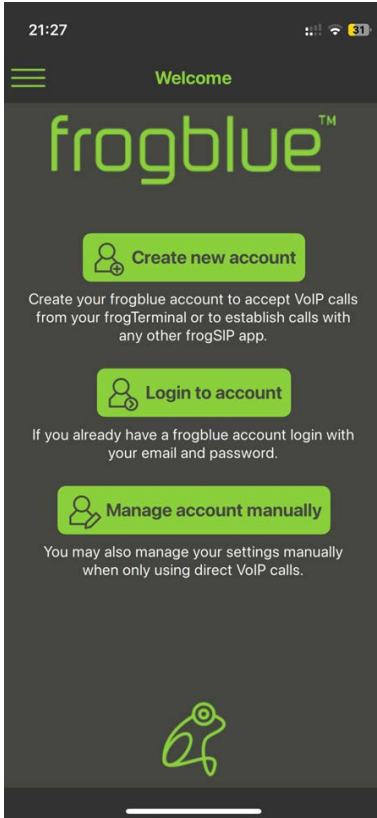 21:27
31
Welcome
frogblue™
Create new account
Create your frogblue account to accept VoIP calls
from your frogTerminal or to establish calls with
any other frogSIP app.
Login to account
If you already have a frogblue account login with
your email and password.
Manage account manually
You may also manage your settings manually
when only using direct VoIP calls.